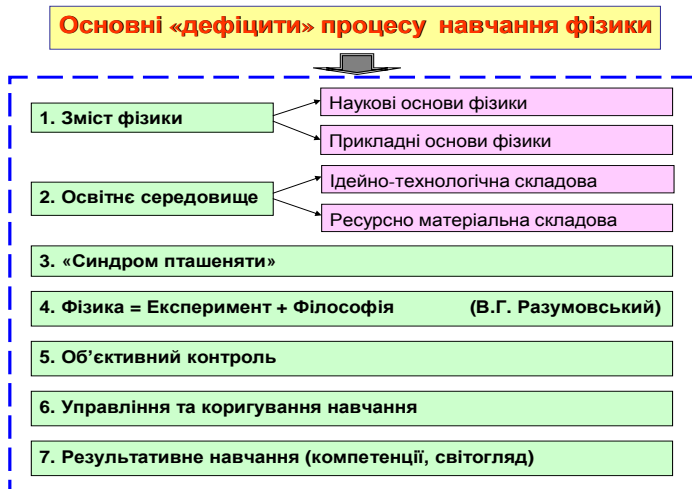 Основні «дефіцити» процесу навчання фізики
1. Зміст фізики
Наукові основи фізики
Прикладні основи фізики
2. Освітнє середовище
Ідейно-технологічна складова
Ресурсно матеріальна складова
3. «Синдром пташеняти»
4. Фізика = Експеримент + Філософія (В.Г. Разумовський)
5. Об’єктивний контроль
6. Управління та коригування навчання
7. Результативне навчання (компетенції, світогляд)